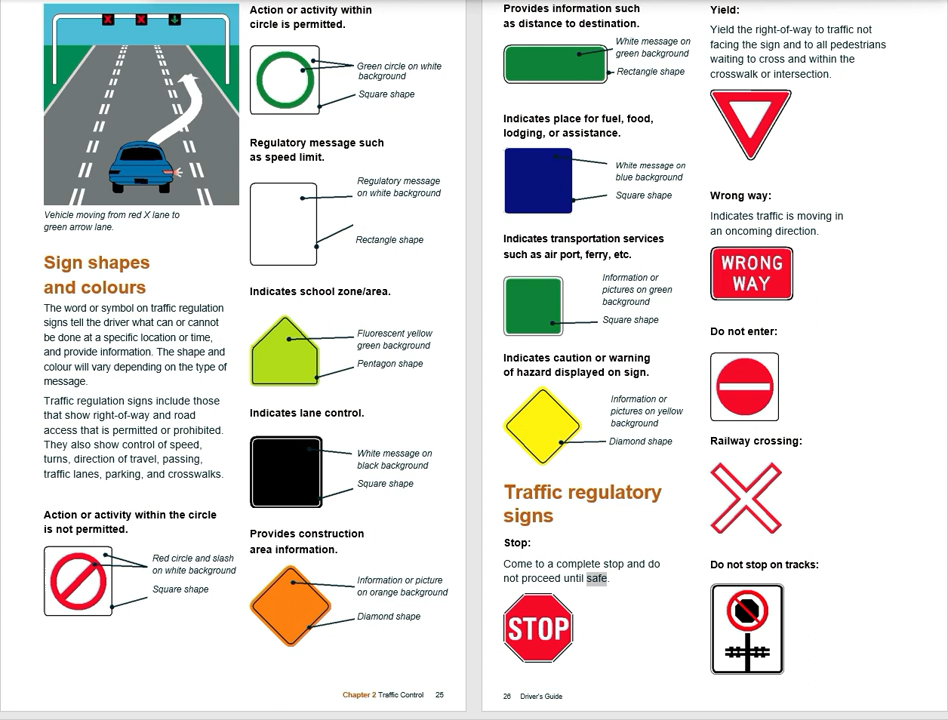 Vehicle moving from red X lane to
green arrow lane.
Sign shapes
and colours
The word or symbol on traffic regulation
signs tell the driver what can or cannot
be done at a specific location or time,
and provide information. The shape and
colour will vary depending on the type of
message.
Traffic regulation signs include those
that show right-of-way and road
access that is permitted or prohibited.
They also show control of speed,
turns, direction of travel, passing,
traffic lanes, parking, and crosswalks.
Action or activity within the circle
is not permitted.
Red circle and slash
on white background
Square shape
Action or activity within
circle is permitted.
Green circle on white
background
Square shape
Regulatory message such
as speed limit.
Regulatory message
on white background
Rectangle shape
Indicates school zone/area.
Fluorescent yellow
green background
Pentagon shape
Indicates lane control.
White message on
black background
Square shape
Provides construction
area information.
Information or picture
on orange background
Diamond shape
Chapter 2 Traffic Control 25
Provides information such
as distance to destination.
White message on
green background
Rectangle shape
Indicates place for fuel, food,
lodging, or assistance.
White message on
blue background
Square shape
Indicates transportation services
such as air port, ferry, etc.
Information or
pictures on green
background
Square shape
Indicates caution or warning
of hazard displayed on sign.
Information or
pictures on yellow
background
Diamond shape
Traffic regulatory
signs
Stop:
Come to a complete stop and do
not proceed until safe.
STOP
26 Driver's Guide
Yield:
Yield the right-of-way to traffic not
facing the sign and to all pedestrians
waiting to cross and within the
crosswalk or intersection.
Wrong way:
Indicates traffic is moving in
an oncoming direction.
WRONG
WAY
Do not enter:
Railway crossing:
Do not stop on tracks: